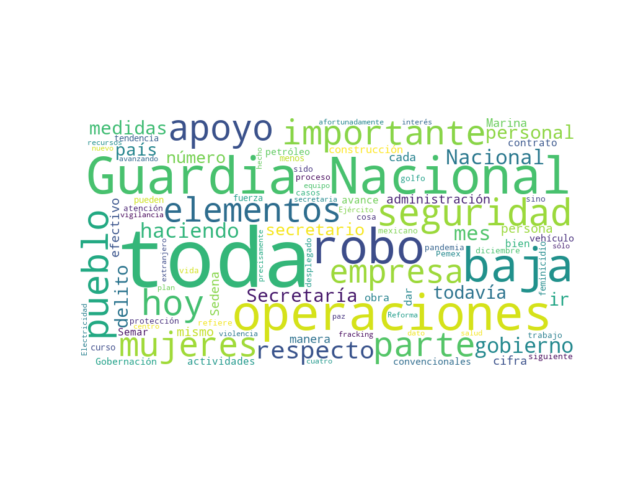 afortunadamente interés
medidas apoyo importante Marina personal
tendencia recursos nuevo país avanzando número petróleo menos construcción cada Nacional contrato
hecho sido proceso golfo
Guardia Nacional
pueden atención vigilancia elementos equipo casos secretaria fuerza avance administración seguridad sino
Ejército cosa persona
pueblo efectivo haciendo secretario mes bien vehículo
delito toda robo mexicano pandemia Pemex baja feminicidio sólo
extranjero precisamente desplegado empresa
vida Sedena todavía ir
plan hoy Secretaría obra dar
protección operaciones
Electricidad Semar mismo refiere paz fracking Reforma
violencia dato salud trabajo
curso mujeres respecto manera parte gobierno
Gobernación actividades cuatro convencionales cifra siguiente